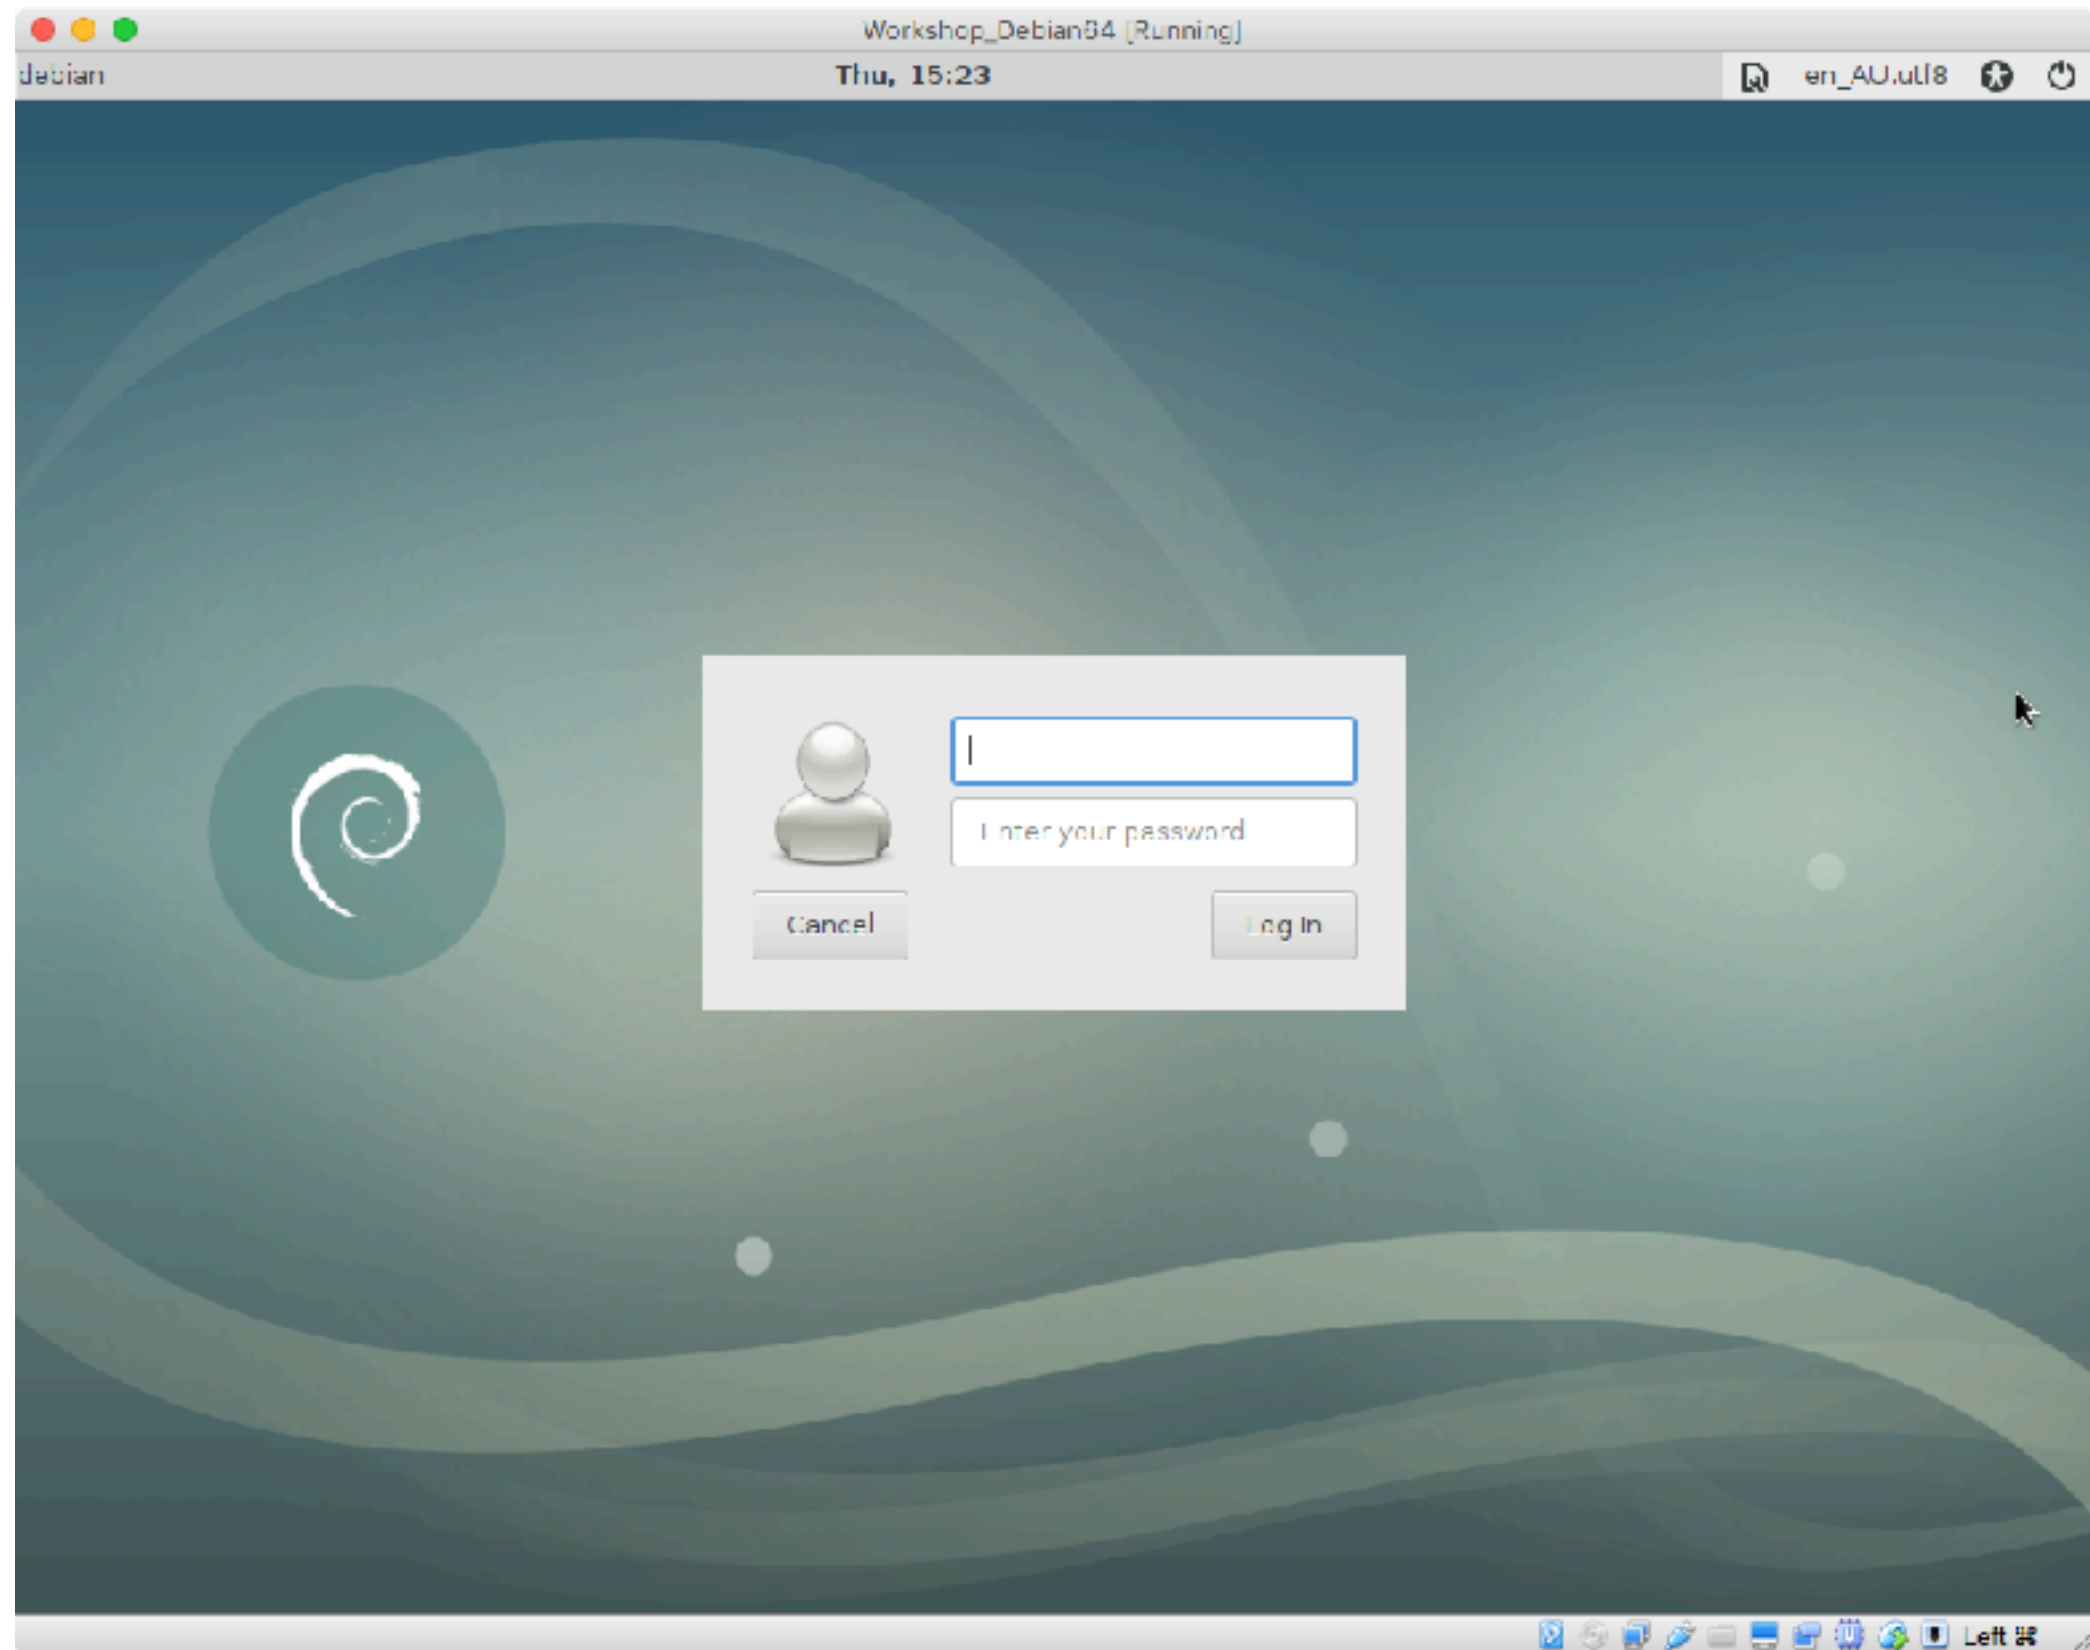 Workshop_Debian64 [Running]
debian
Thu, 15:23
en_AU.utf8
Enter your password
Cancel
Log In
Left ⌘